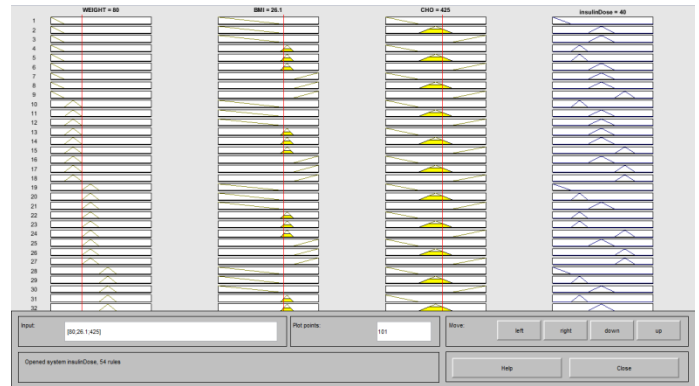 WEIGHT = 80
BMI = 26.1
CHO = 425
insulinDose = 40
1
2
3
4
5
6
7
8
9
10
11
12
13
14
15
16
17
18
19
20
21
22
23
24
25
26
27
28
29
30
31
32
Input:
[80;26.1;425]
Plot points:
101
Move:
left
right
down
up
Opened system insulinDose, 54 rules
Help
Close